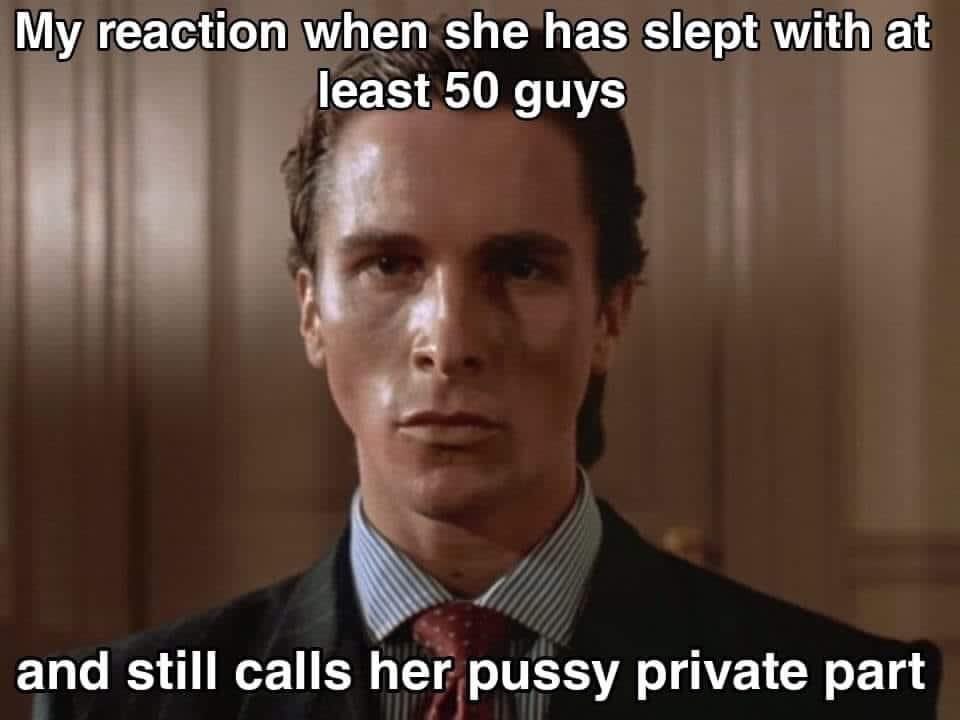 My reaction when she has slept with at
least 50 guys
and still calls her pussy private part